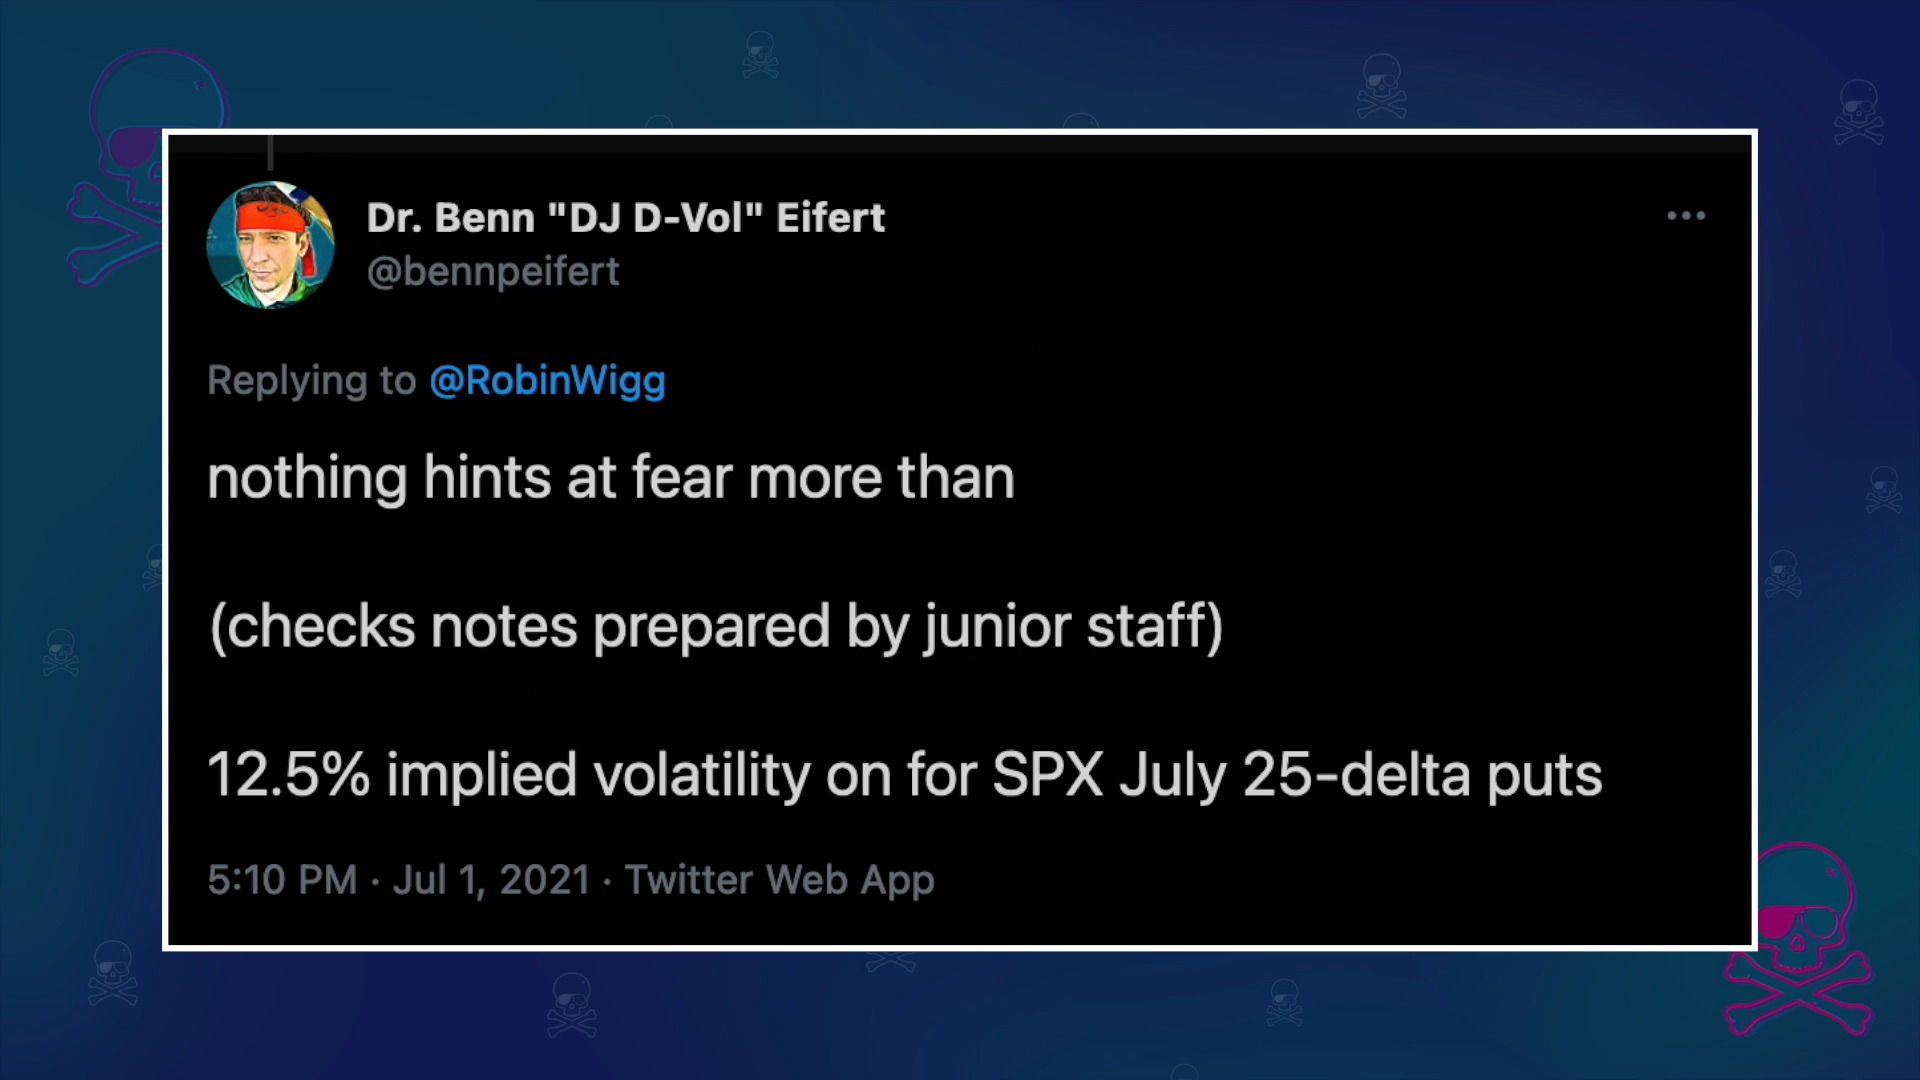 Dr. Benn "DJ D-Vol" Eifert
@bennpeifert
Replying to @RobinWigg
nothing hints at fear more than
(checks notes prepared by junior staff)
12.5% implied volatility on for SPX July 25-delta puts
5:10 PM · Jul 1, 2021 · Twitter Web App